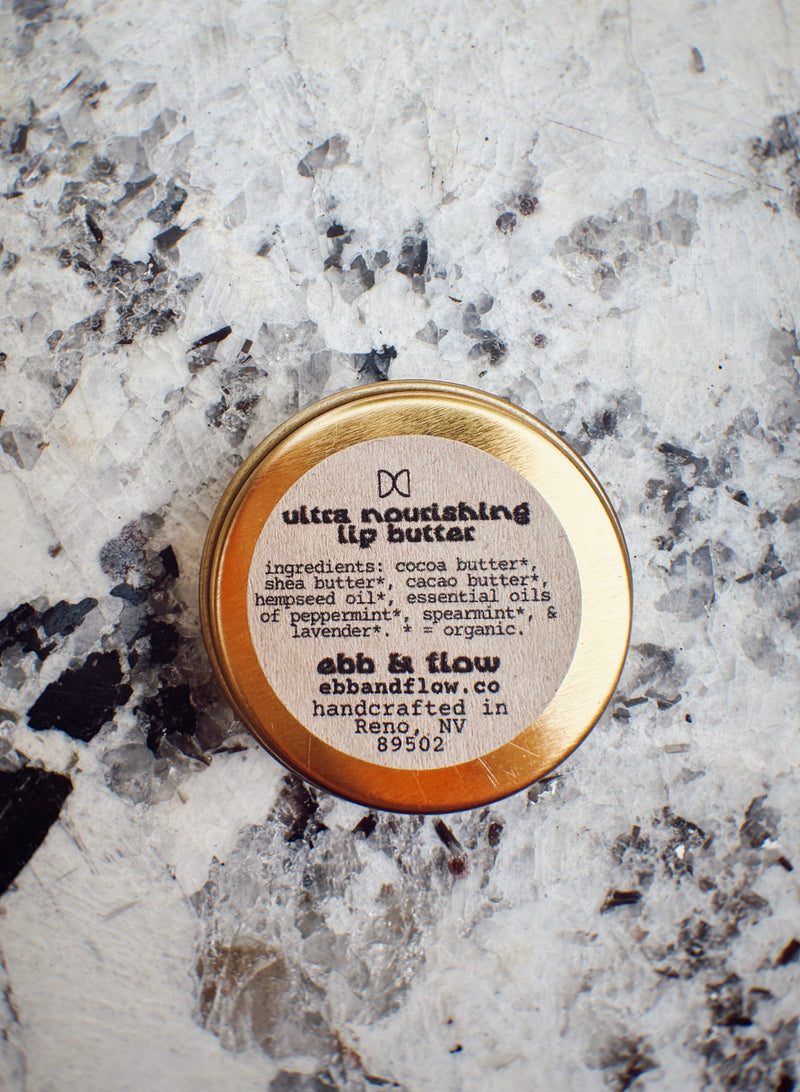 ultra nourishing
lip butter
ingredients: cocoa butter*,
shea butter*, cacao butter*,
hempseed oil*, essential oils
of peppermint*, spearmint*, &
lavender*. * = organic.
ebb & flow
ebbandflow.co
handcrafted in
Reno, NV
89502